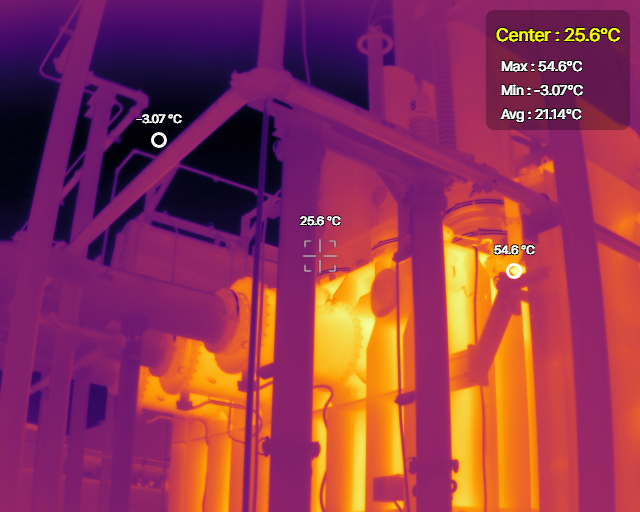 Center : 25.6°C
Max : 54.6°C
Min : -3.07°C
Avg : 21.14°C
-3.07 °C
25.6 °C
54.6 °C